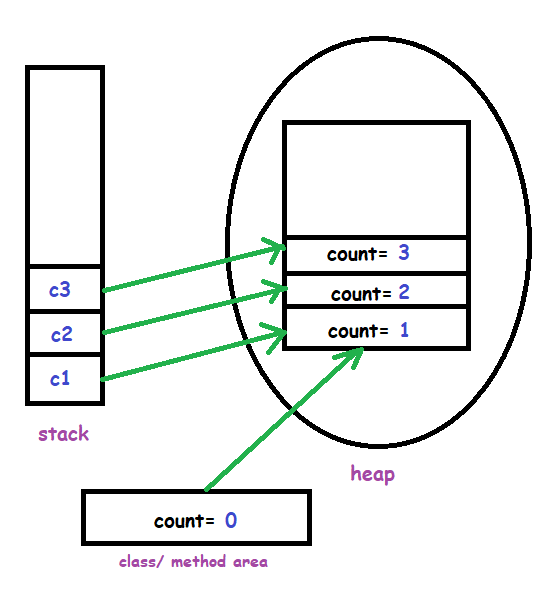 count= 3
c3
count= 2
c2
count= 1
c1
stack
heap
count= 0
class/ method area